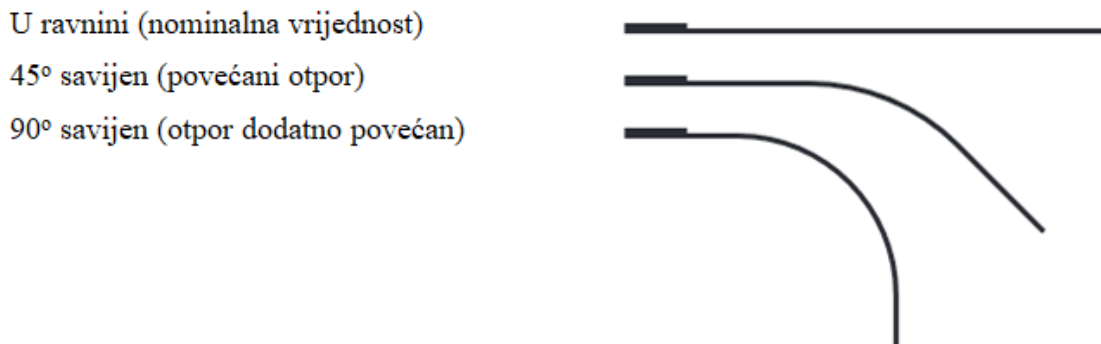 U ravnini (nominalna vrijednost)
45º savijen (povećani otpor)
90º savijen (otpor dodatno povećan)